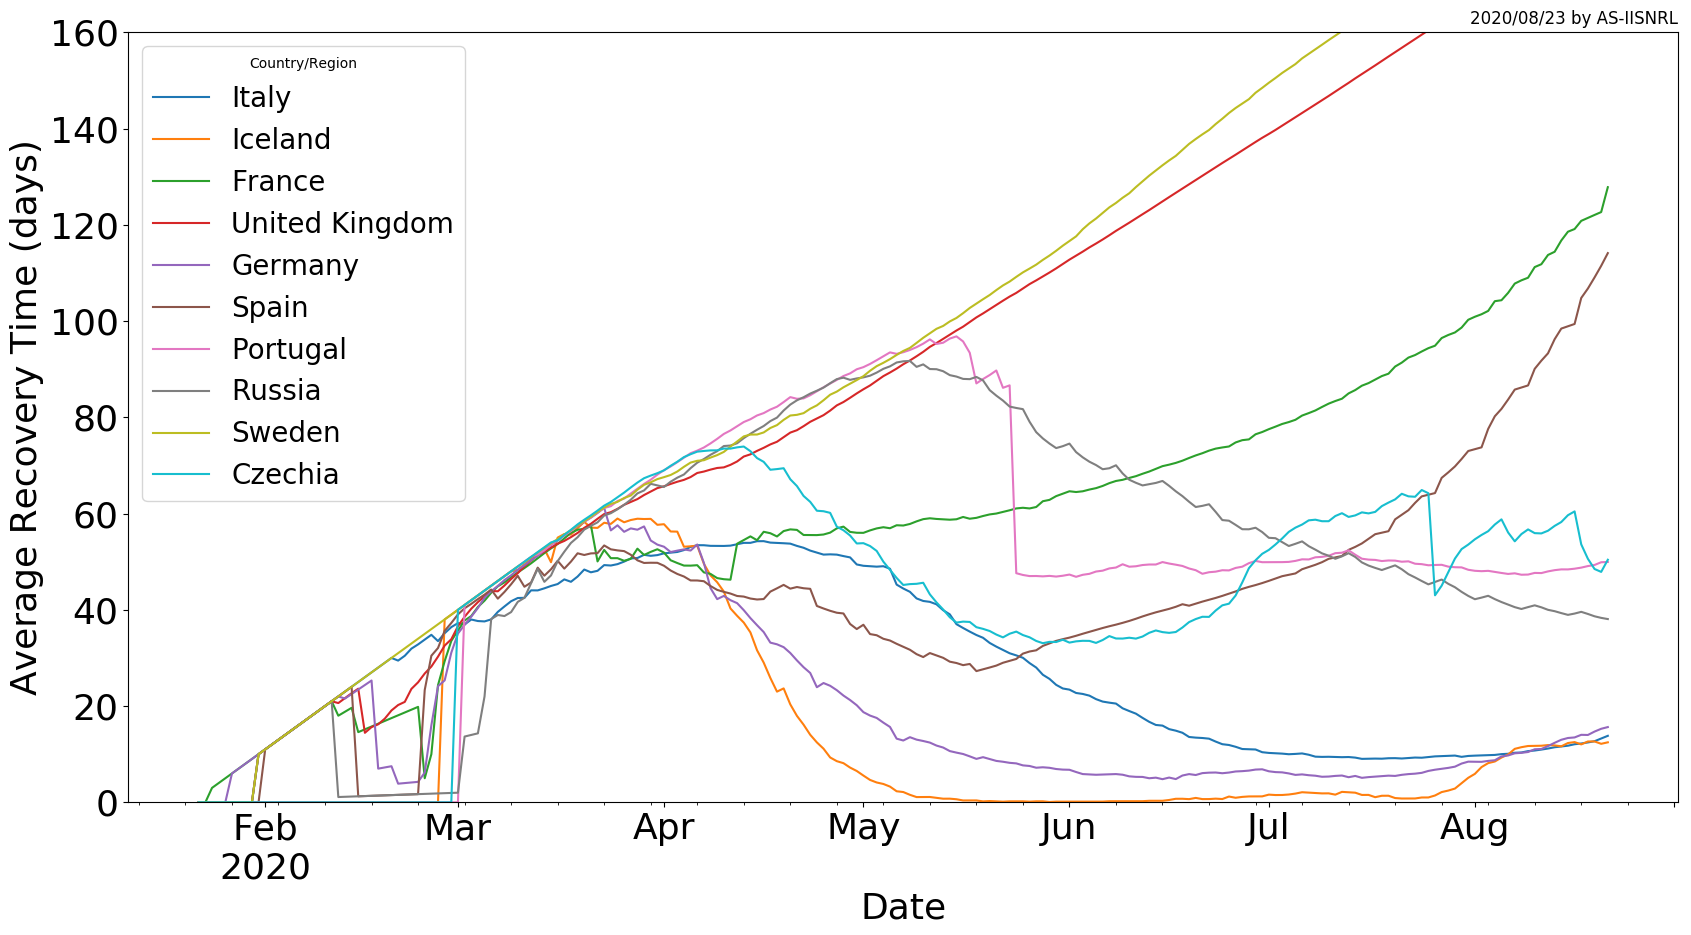 2020/08/23 by AS-IISNRL
160
140
120
100
80
60
40
20
0
Average Recovery Time (days)
Country/Region
Italy
Iceland
France
United Kingdom
Germany
Spain
Portugal
Russia
Sweden
Czechia
Feb Mar Apr May Jun Jul Aug
2020
Date